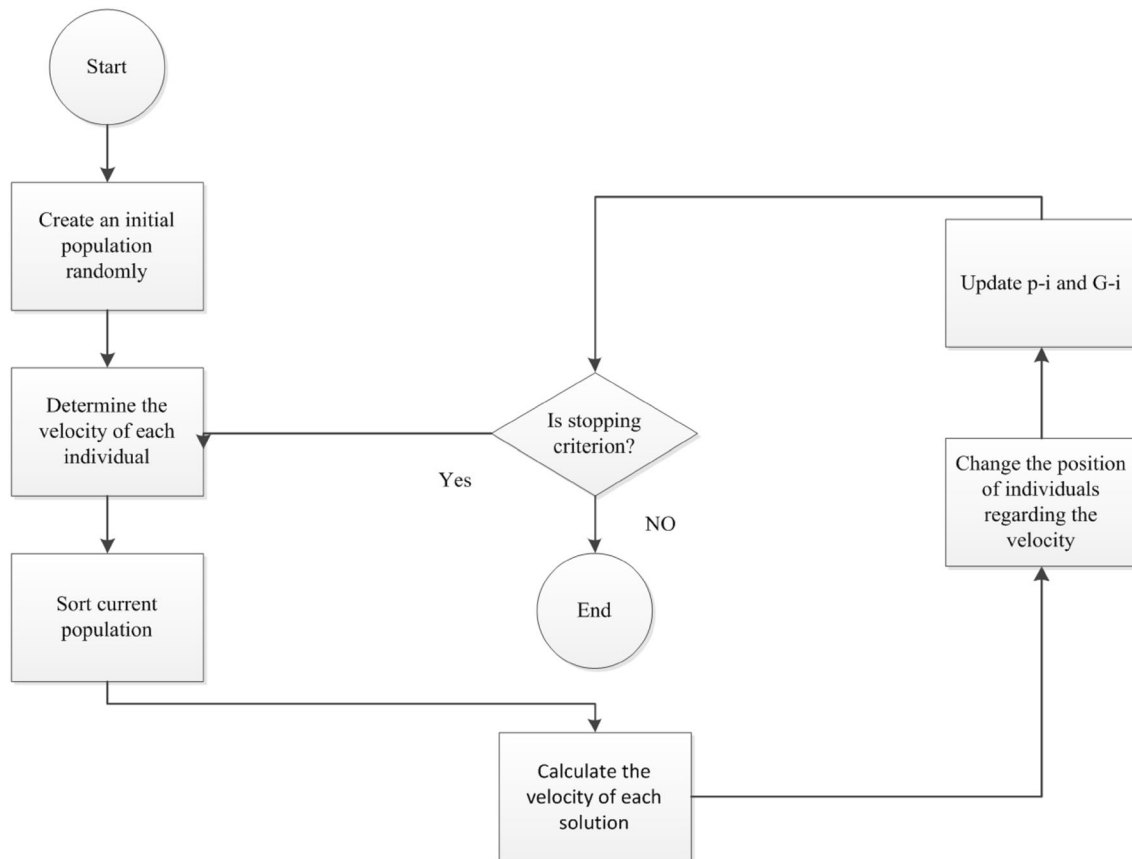 Start
Create an initial
population
randomly
Determine the
velocity of each
individual
Sort current
population
Calculate the
velocity of each
solution
Change the position
of individuals
regarding the
velocity
Update p-i and G-i
Is stopping
criterion?
Yes
NO
End